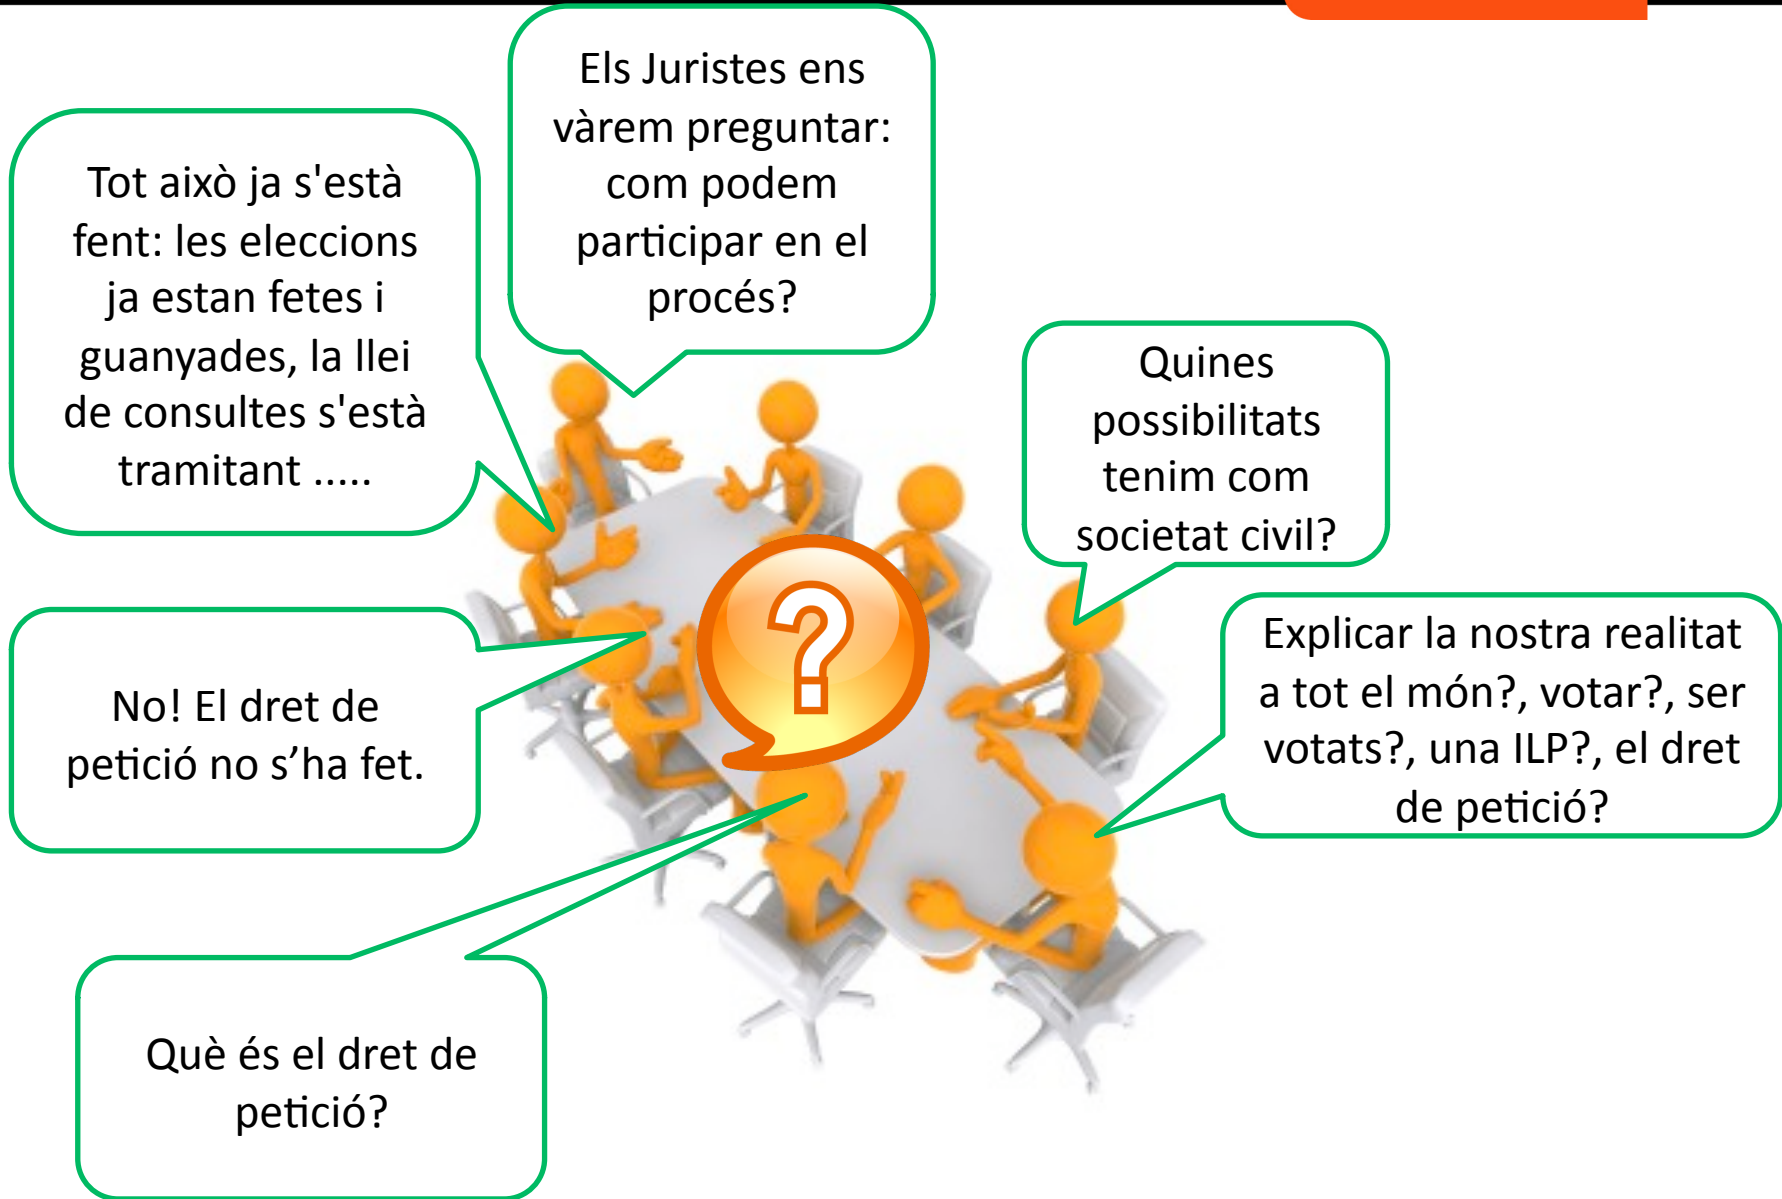 Els Juristes ens
vàrem preguntar:
com podem
participar en el
procés?
Quines
possibilitats
tenim com
societat civil?
Explicar la nostra realitat
a tot el món?, votar?, ser
votats?, una ILP?, el dret
de petició?
Tot això ja s'està
fent: les eleccions
ja estan fetes i
guanyades, la llei
de consultes s'està
tramitant .....
No! El dret de
petició no s’ha fet.
Què és el dret de
petició?
?